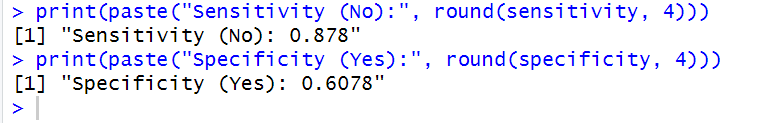 > print(paste("Sensitivity (No):", round(sensitivity, 4)))
[1] "Sensitivity (No): 0.878"
> print(paste("Specificity (Yes):", round(specificity, 4)))
[1] "Specificity (Yes): 0.6078"
>